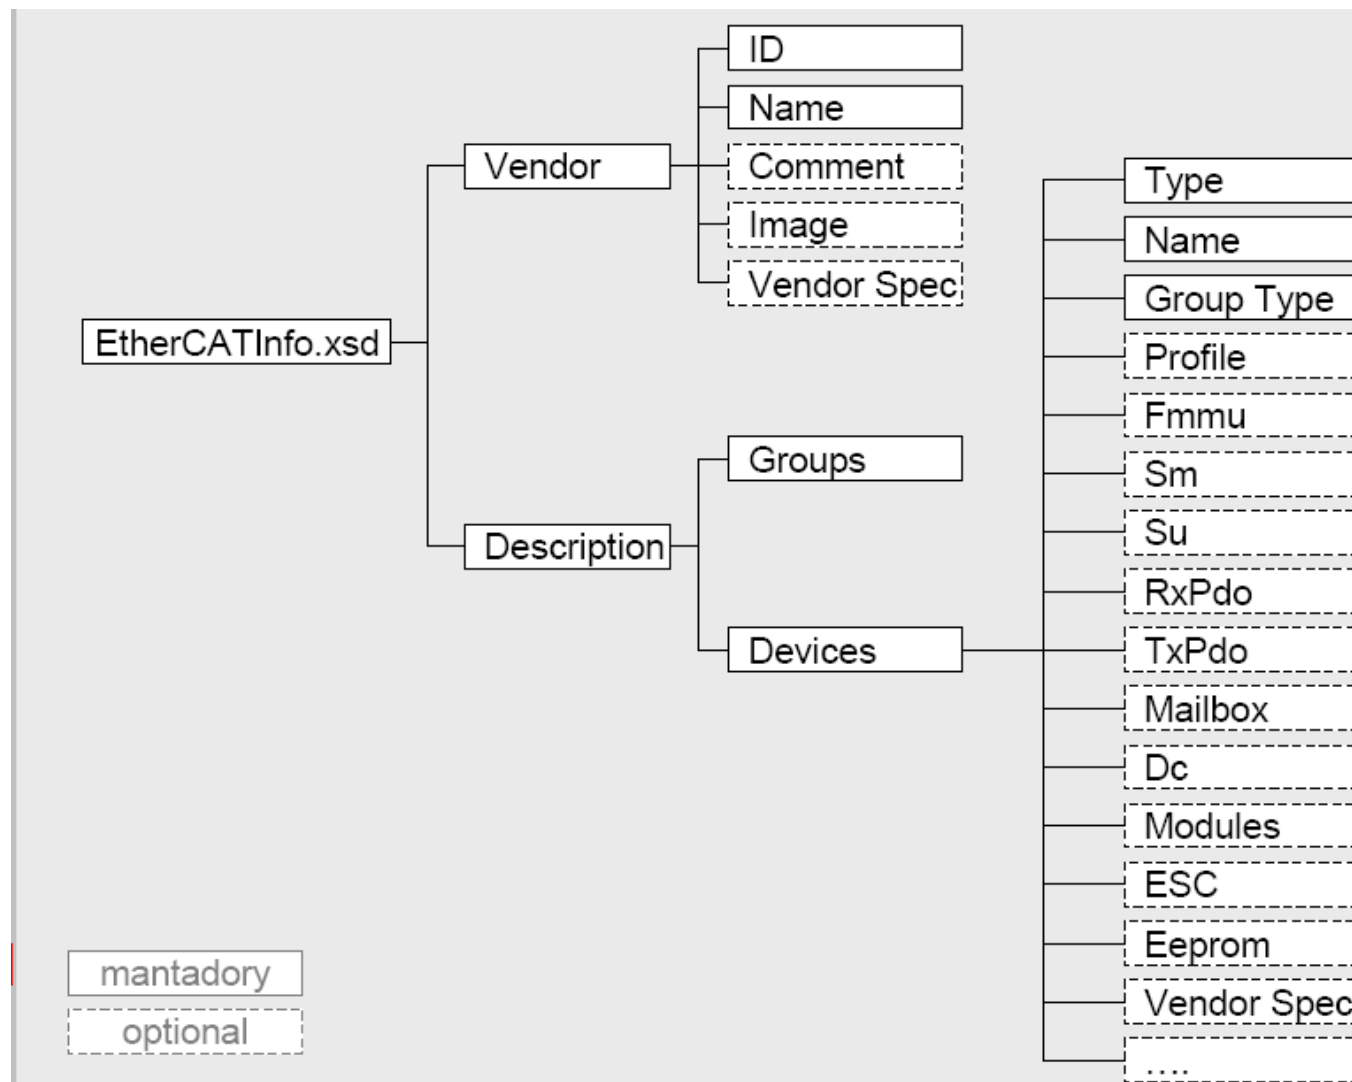 ID
Name
Vendor
Comment
Image
Vendor Spec
EtherCATInfo.xsd
Groups
Description
Devices
Type
Name
Group Type
Profile
Fmmu
Sm
Su
RxPdo
TxPdo
Mailbox
Dc
Modules
ESC
Eeprom
Vendor Spec
....
mantadory
optional